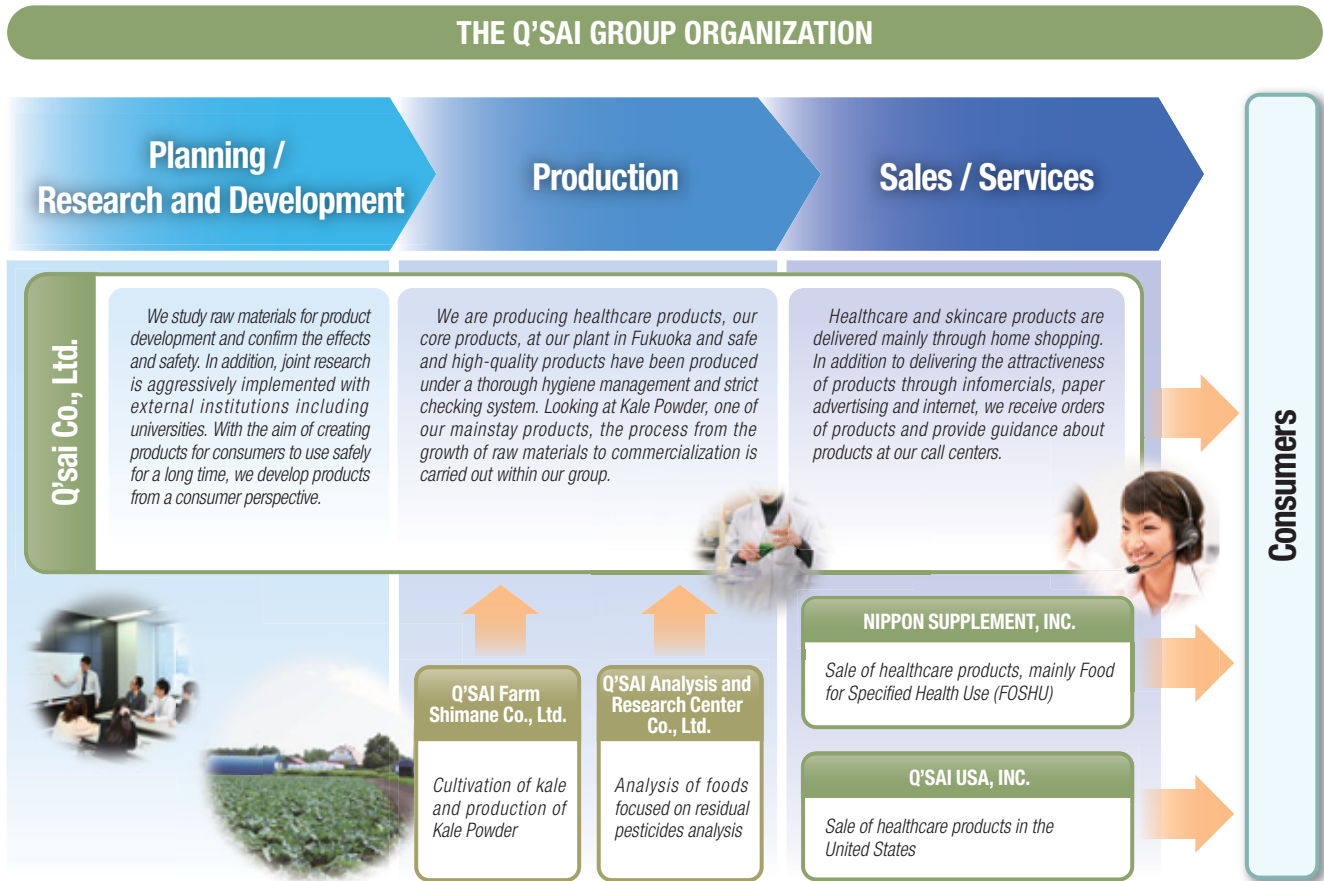 THE Q'SAI GROUP ORGANIZATION
Planning /
Research and Development
Production
Sales / Services
Q'sai Co., Ltd.
We study raw materials for product
development and confirm the effects
and safety. In addition, joint research
is aggressively implemented with
external institutions including
universities. With the aim of creating
products for consumers to use safely
for a long time, we develop products
from a consumer perspective.
We are producing healthcare products, our
core products, at our plant in Fukuoka and safe
and high-quality products have been produced
under a thorough hygiene management and strict
checking system. Looking at Kale Powder, one of
our mainstay products, the process from the
growth of raw materials to commercialization is
carried out within our group.
Healthcare and skincare products are
delivered mainly through home shopping.
In addition to delivering the attractiveness
of products through infomercials, paper
advertising and internet, we receive orders
of products and provide guidance about
products at our call centers.
Consumers
Q'SAI Farm
Shimane Co., Ltd.
Cultivation of kale
and production of
Kale Powder
Q'SAI Analysis and
Research Center
Co., Ltd.
Analysis of foods
focused on residual
pesticides analysis
NIPPON SUPPLEMENT, INC.
Sale of healthcare products, mainly Food
for Specified Health Use (FOSHU)
Q'SAI USA, INC.
Sale of healthcare products in the
United States